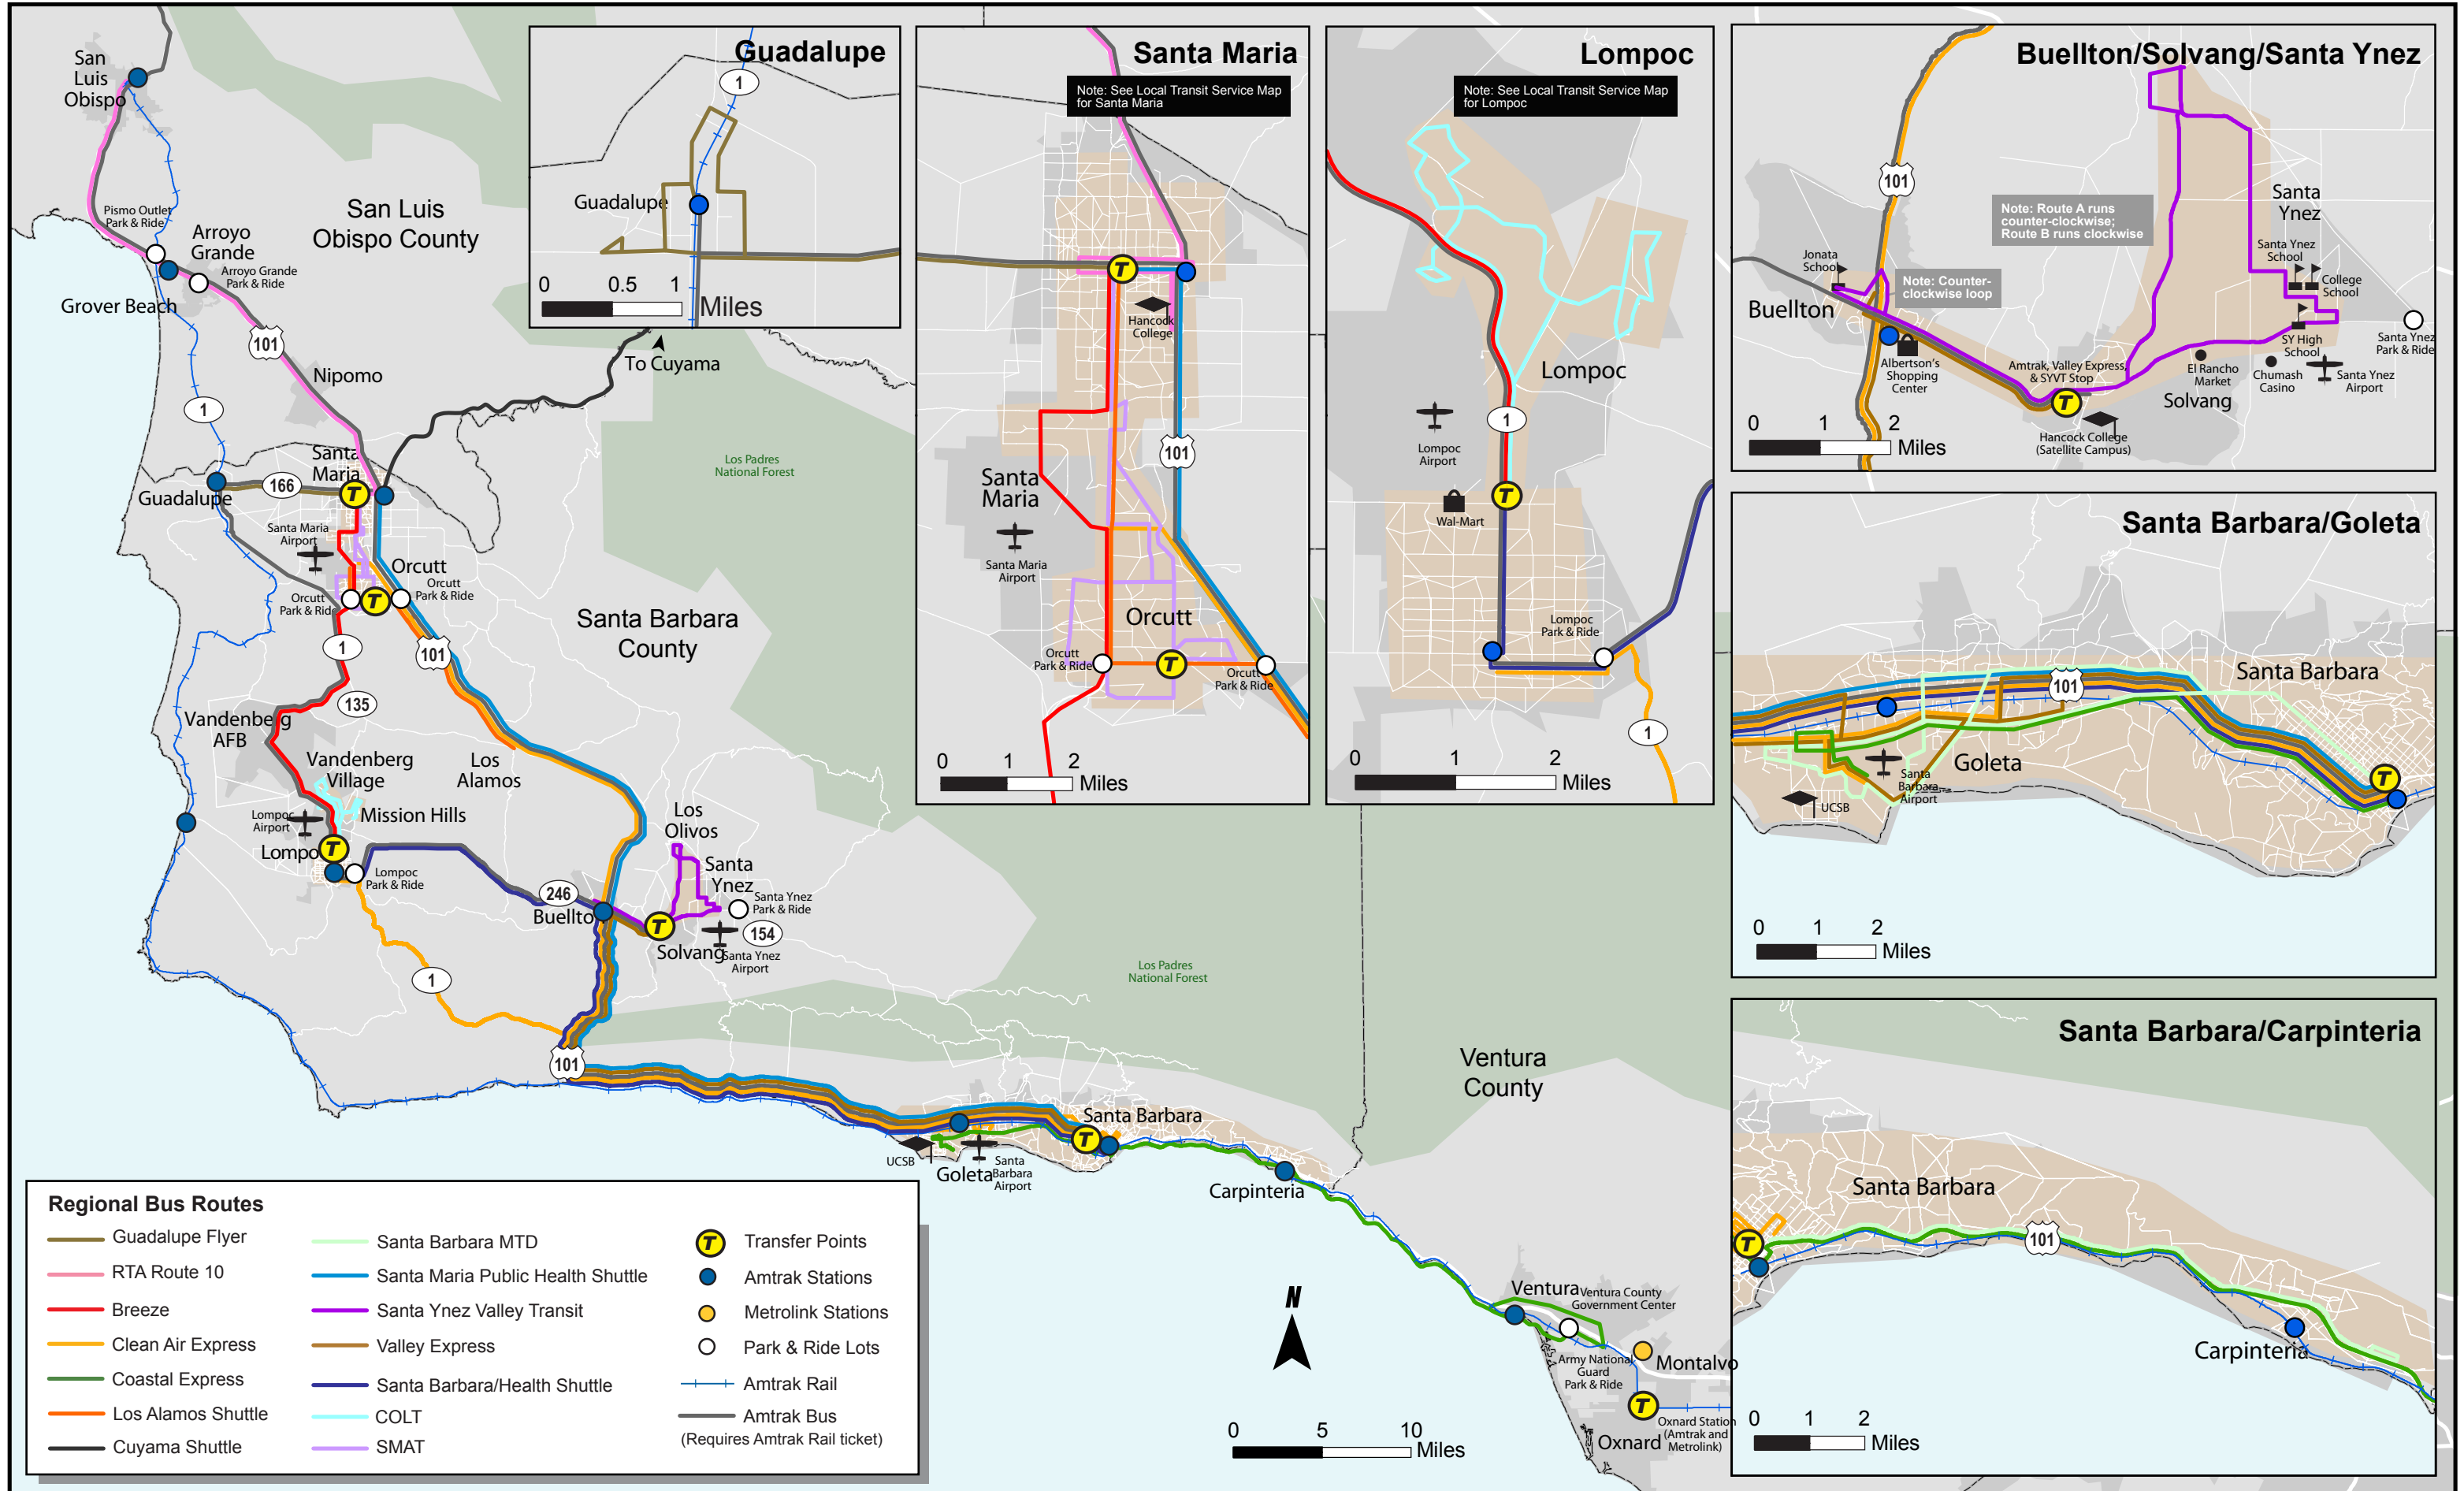 San
Luis
Obispo
Pismo Outlet
Park & Ride
Arroyo
Grande
Arroyo Grande
Park & Ride
Grover Beach
San Luis
Obispo County
101
Nipomo
1
To Cuyama
Santa
Maria
Guadalupe
166
Santa Maria
Airport
Orcutt
Orcutt
Park & Ride
Orcutt
Park & Ride
1
101
135
Los Padres
National Forest
Santa Barbara
County
Vandenberg
AFB
Vandenberg
Village
Los
Alamos
Mission Hills
Lompoc
Airport
Lompo
Lompoc
Park & Ride
Los
Olivos
Santa
Ynez
Santa Ynez
Park & Ride
246
Buellto
Solvang
154
Santa Ynez
Airport
1
101
Los Padres
National Forest
Ventura
County
Santa Barbara
UCSB
Goleta
Santa
Barbara
Airport
Carpinteria
Ventura
Ventura County
Government Center
Army National
Guard
Park & Ride
Montalvo
Oxnard Station
(Amtrak and
Metrolink)
Oxnard
T
T
T
T
T
T
N
0 5 10
Miles
Guadalupe
1
Guadalupe
0 0.5 1
Miles
Santa Maria
Note: See Local Transit Service Map
for Santa Maria
T
Hancock
College
101
Santa
Maria
Santa Maria
Airport
Orcutt
Orcutt
Park & Ride
T
Orcutt
Park & Ride
0 1 2
Miles
Lompoc
Note: See Local Transit Service Map
for Lompoc
Lompoc
1
Lompoc
Airport
Wal-Mart
T
Lompoc
Park & Ride
1
0 1 2
Miles
Buellton/Solvang/Santa Ynez
101
Note: Route A runs
counter-clockwise;
Route B runs clockwise
Santa
Ynez
Jonata
School
Note: Counter-
clockwise loop
Santa Ynez
School
College
School
Buellton
Albertson's
Shopping
Center
Amtrak, Valley Express,
& SYVT Stop
El Rancho
Market
SY High
School
Chumash
Casino
Santa Ynez
Airport
Santa Ynez
Park & Ride
T
Solvang
Hancock College
(Satellite Campus)
0 1 2
Miles
Santa Barbara/Goleta
101
Santa Barbara
Goleta
Santa
Barbara
Airport
UCSB
T
0 1 2
Miles
Santa Barbara/Carpinteria
Santa Barbara
T
101
Carpinteria
0 1 2
Miles
Regional Bus Routes
Guadalupe Flyer
RTA Route 10
Breeze
Clean Air Express
Coastal Express
Los Alamos Shuttle
Cuyama Shuttle
Santa Barbara MTD
Santa Maria Public Health Shuttle
Santa Ynez Valley Transit
Valley Express
Santa Barbara/Health Shuttle
COLT
SMAT
T Transfer Points
Amtrak Stations
Metrolink Stations
Park & Ride Lots
Amtrak Rail
Amtrak Bus
(Requires Amtrak Rail ticket)